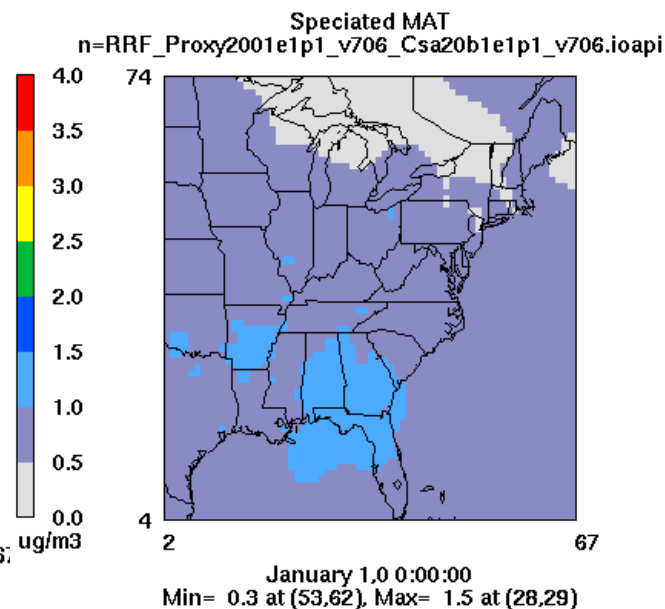 Speciated MAT
n=RRF_Proxy2001e1p1_v706_Csa20b1e1p1_v706.ioapi
4.0
3.5
3.0
2.5
2.0
1.5
1.0
0.5
0.0
ug/m3
74
4
2
67
January 1,0 0:00:00
Min= 0.3 at (53,62), Max= 1.5 at (28,29)